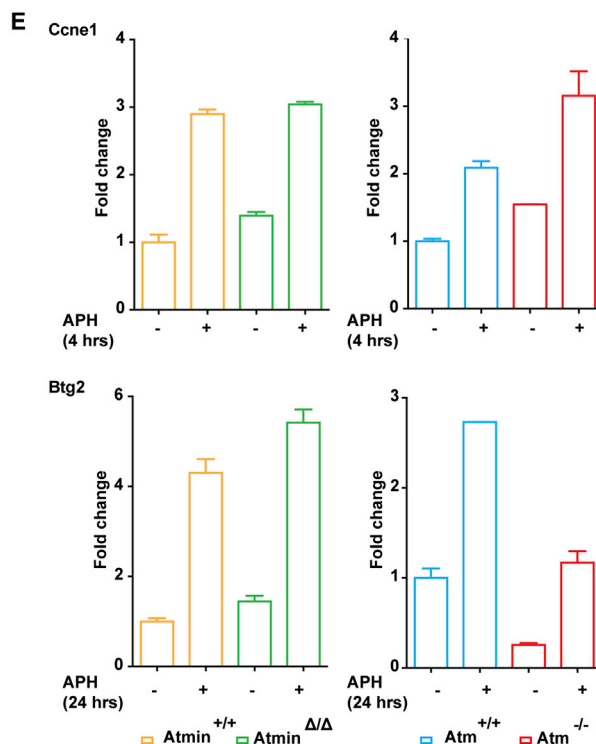 E
Ccne1
Fold change
4
3
2
1
0
APH
(4 hrs)
- + - +
Fold change
4
3
2
1
0
APH
(4 hrs)
- + - +
Btg2
Fold change
6
4
2
0
APH
(24 hrs)
- + - +
Fold change
3
2
1
0
APH
(24 hrs)
- + - +
Atmin+/+ AtminΔ/Δ Atm+/+ Atm-/-